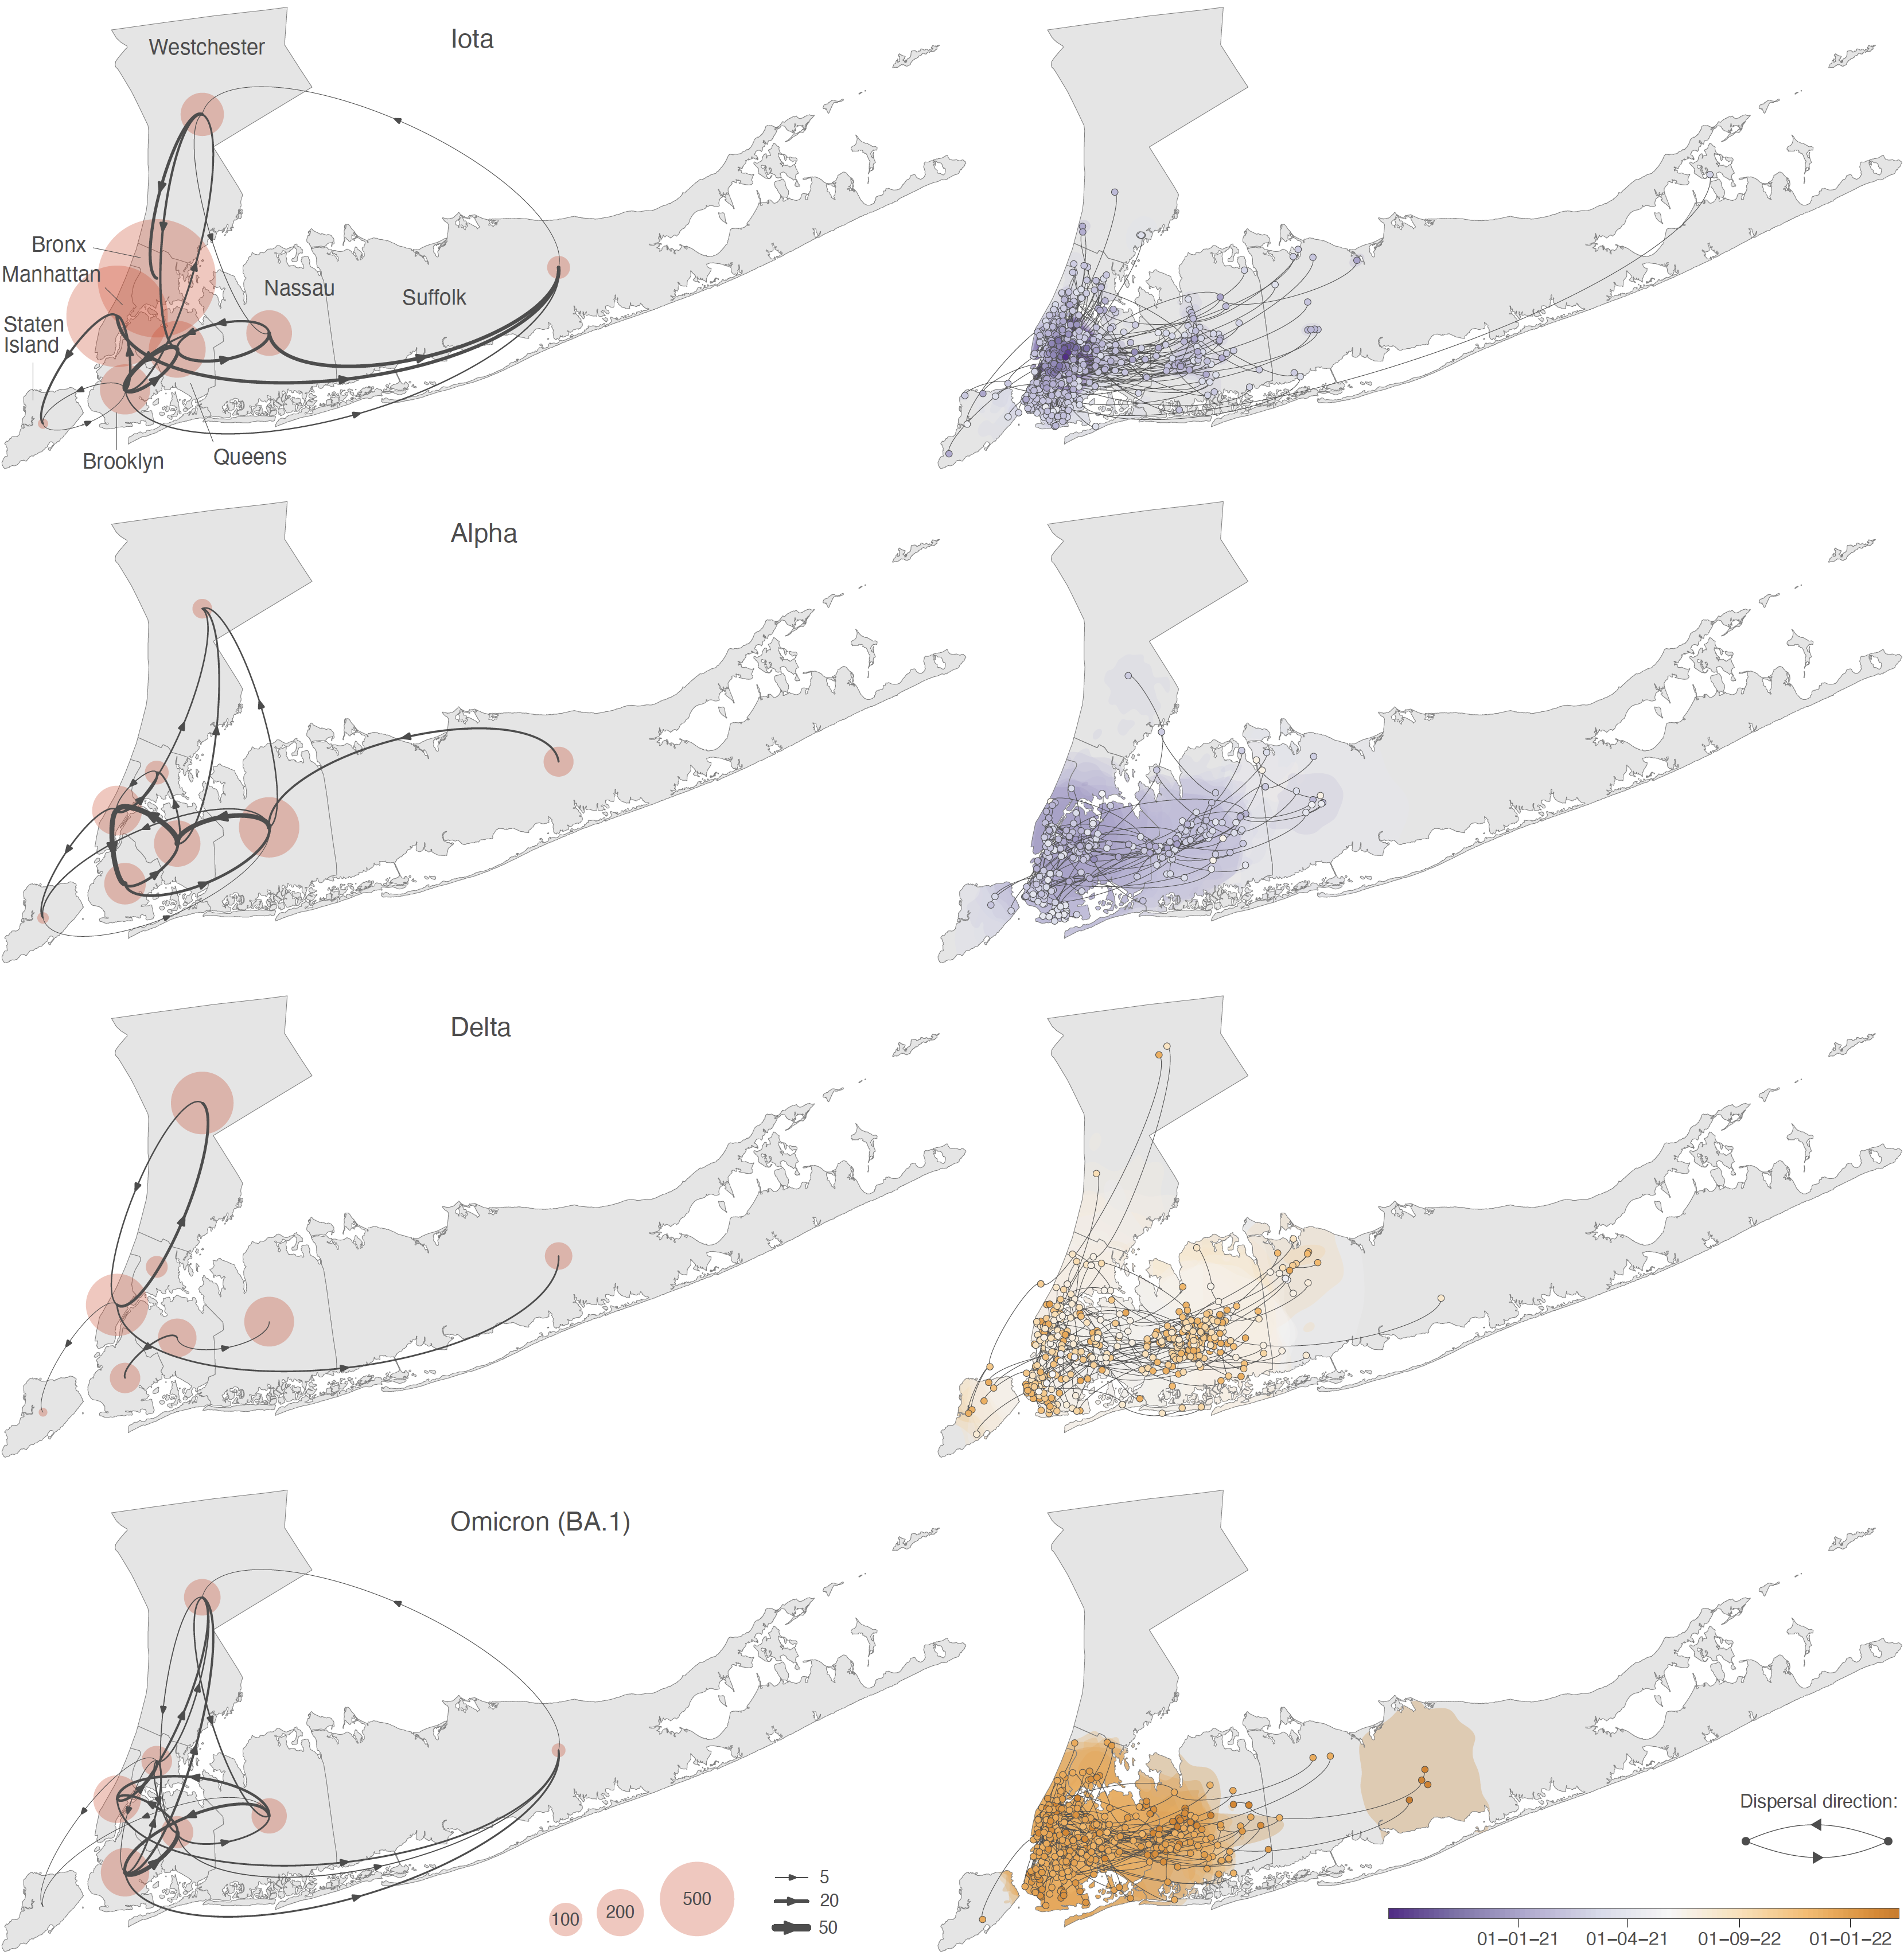 Westchester
Iota
Bronx
Manhattan
Nassau
Suffolk
Staten
Island
Brooklyn
Queens
Alpha
Delta
Omicron (BA.1)
100
200
500
5
20
50
Dispersal direction:
01-01-21
01-04-21
01-09-22
01-01-22